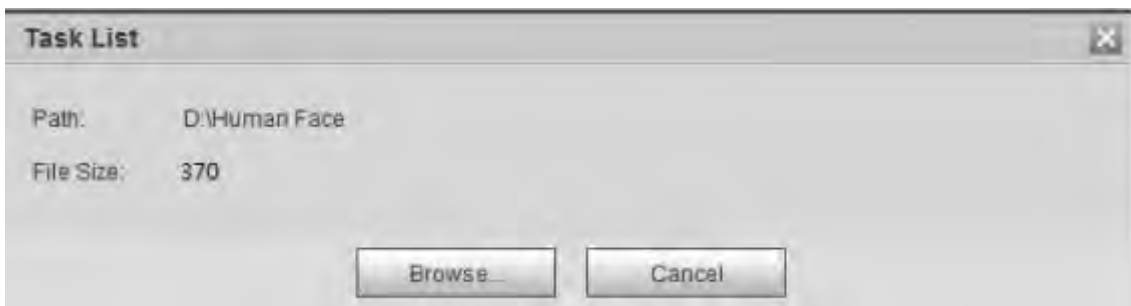 Task List
Path: D:\Human Face
File Size: 370
Browse... Cancel